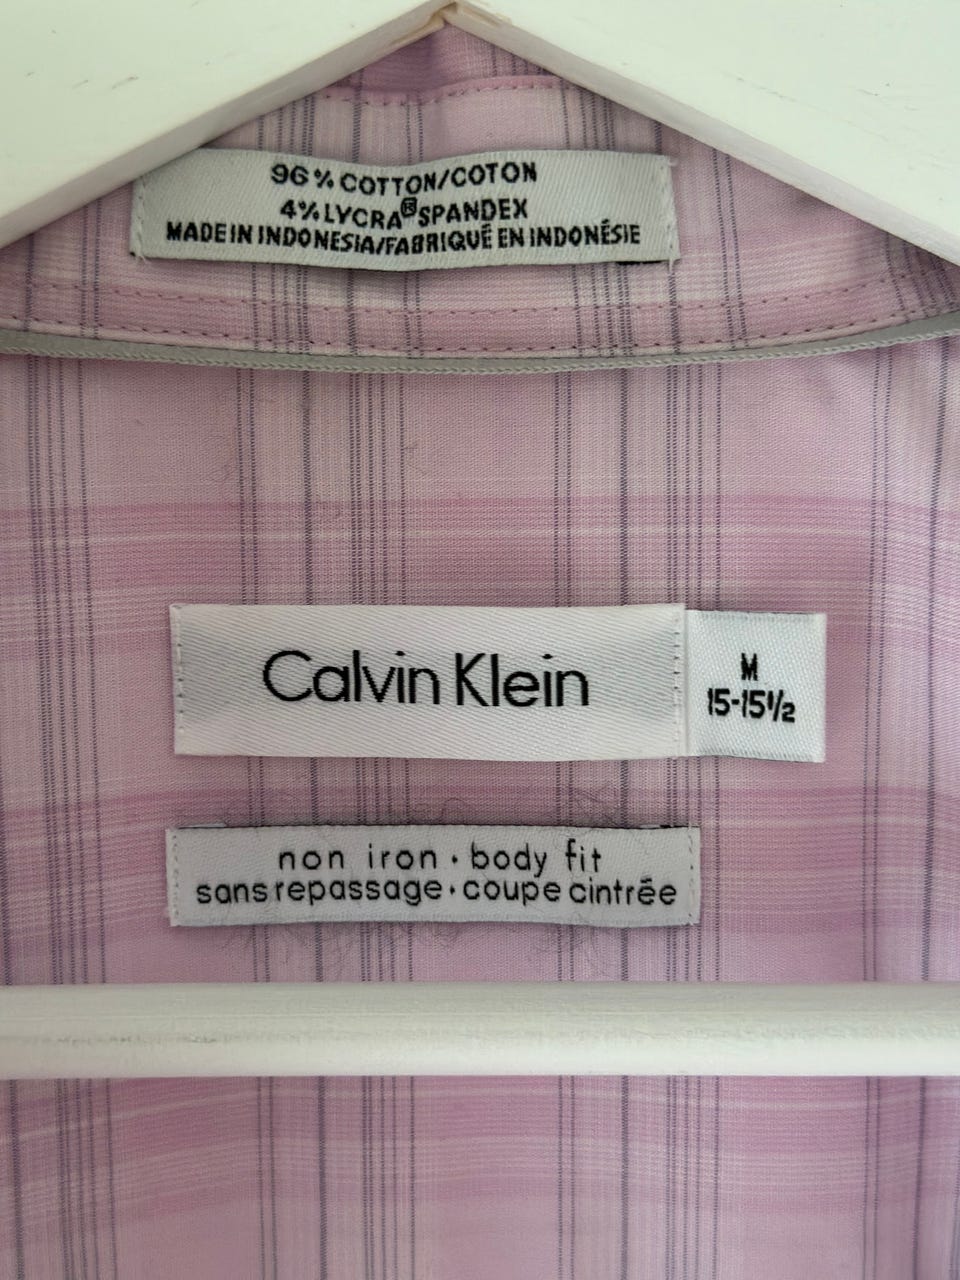 96% COTTON/COTON
4% LYCRA® SPANDEX
MADE IN INDONESIA/FABRIQUÉ EN INDONÉSIE
Calvin Klein
M
15-15½
non iron · body fit
sans repassage · coupe cintrée